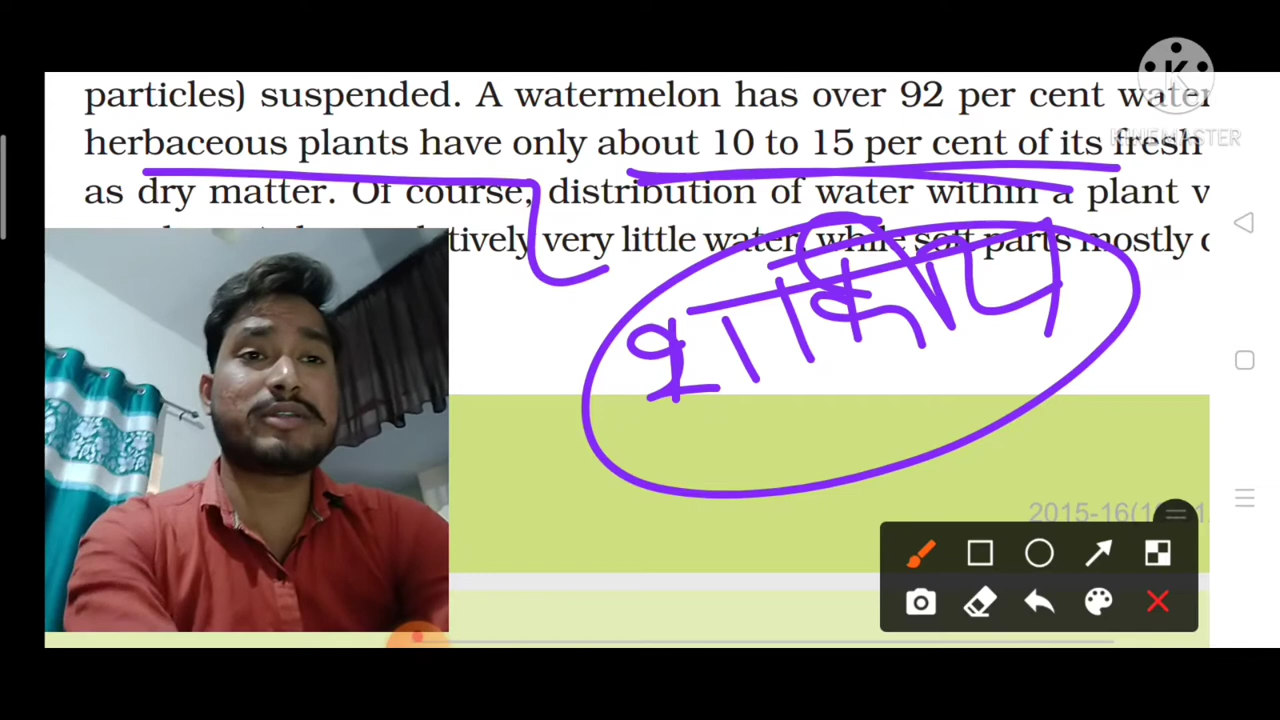 particles) suspended. A watermelon has over 92 per cent water
herbaceous plants have only about 10 to 15 per cent of its fresh
as dry matter. Of course, distribution of water within a plant v
tively very little water, while soft parts mostly c
KINEMASTER
2015-16(